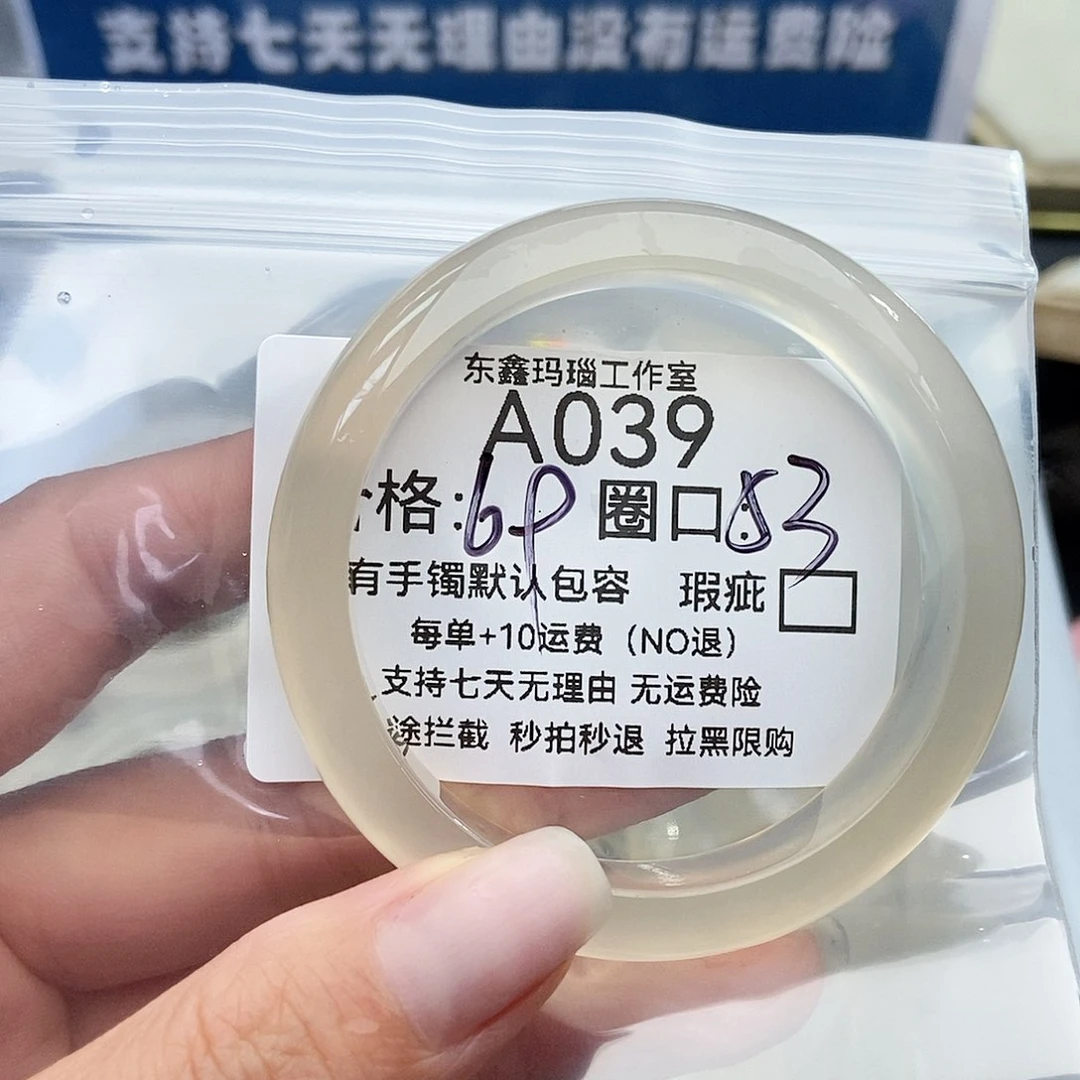 支持七天无理由没有运费险
东鑫玛瑙工作室
A039
格:69 圈口:53
有手镯默认包容 瑕疵
每单+10运费（NO退）
支持七天无理由 无运费险
途拦截 秒拍秒退 拉黑限购